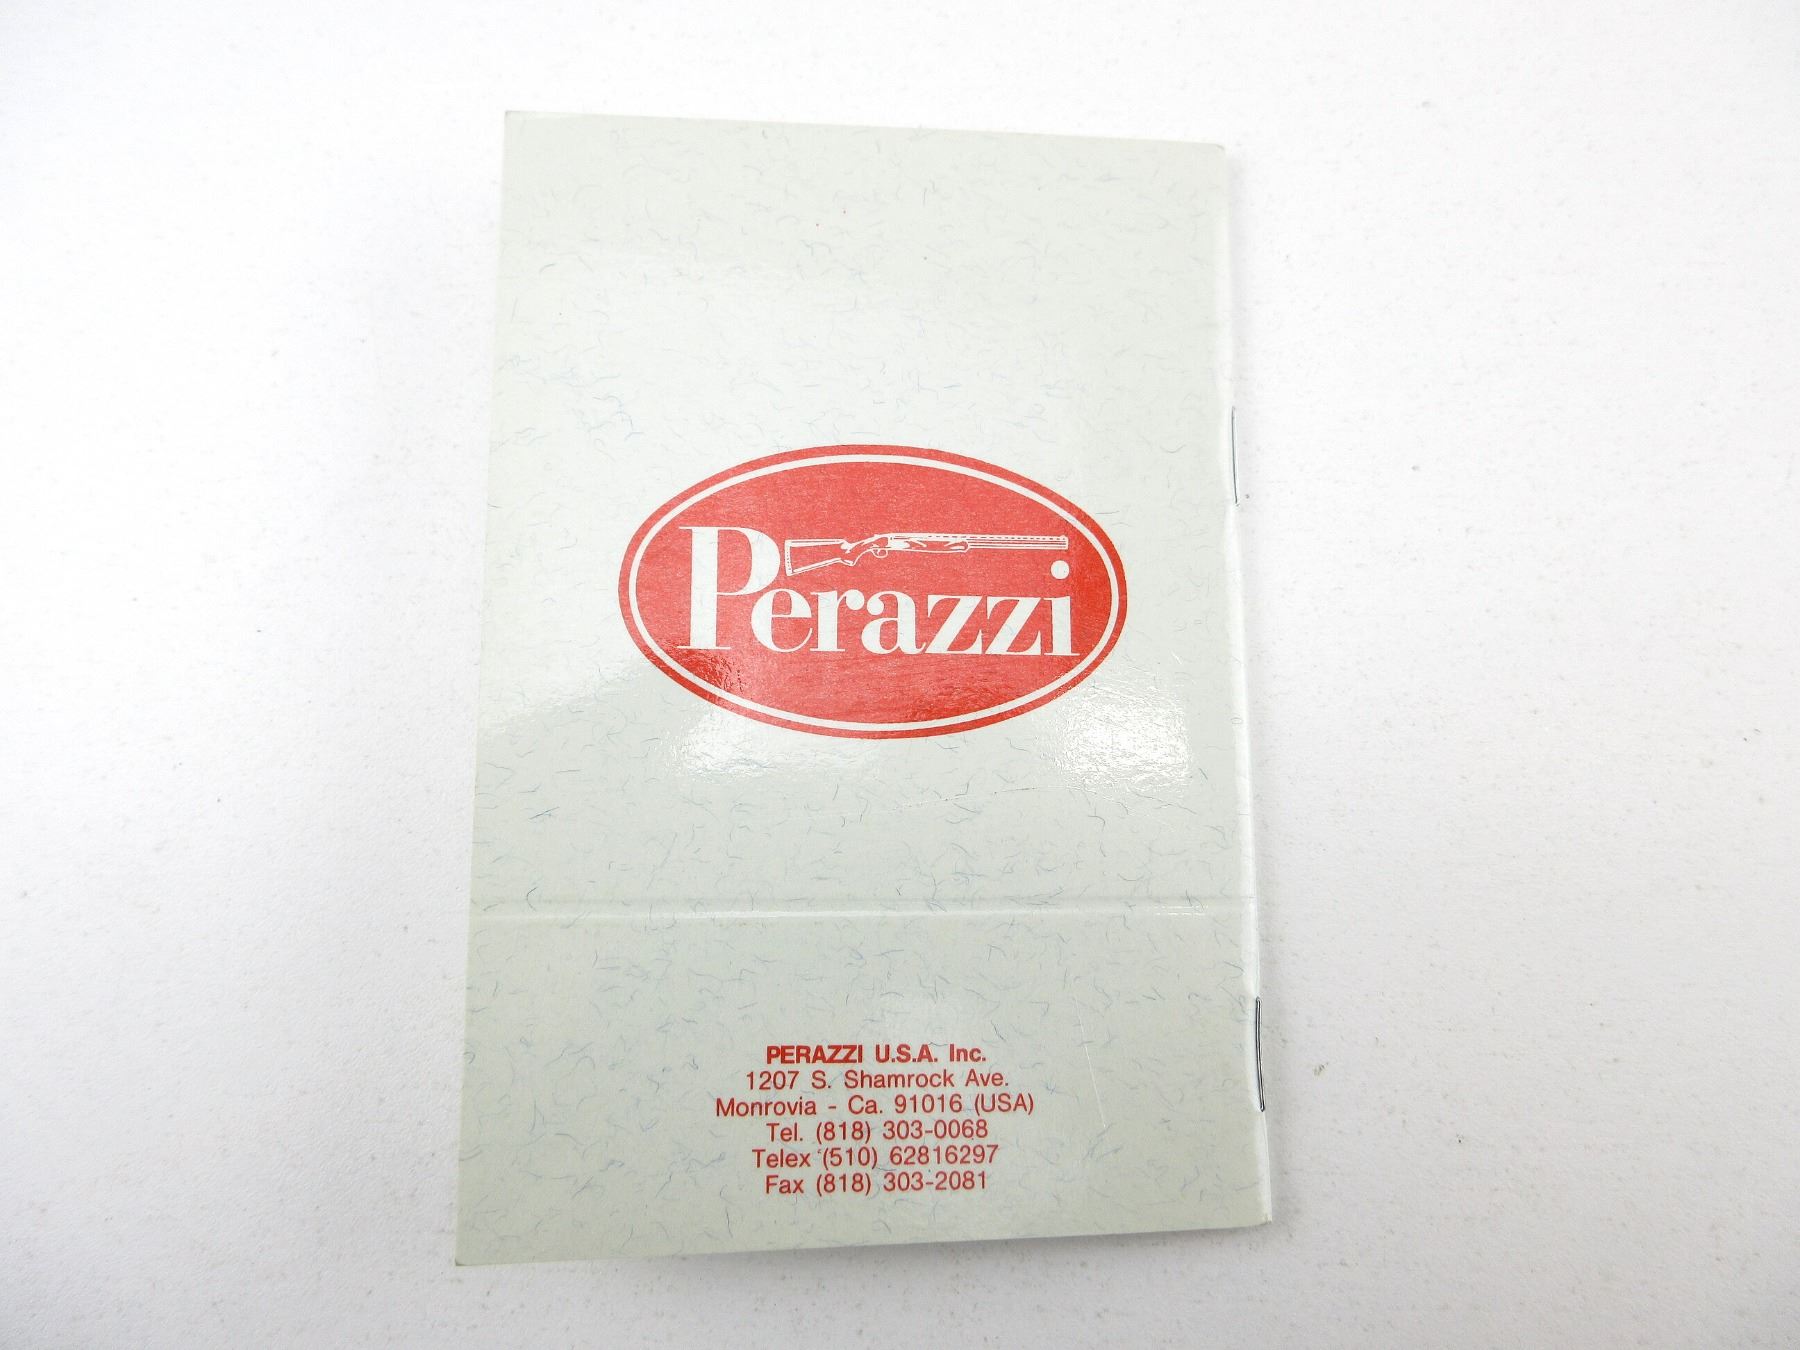 Perazzi
PERAZZI U.S.A. Inc.
1207 S. Shamrock Ave.
Monrovia - Ca. 91016 (USA)
Tel. (818) 303-0068
Telex (510) 62816297
Fax (818) 303-2081